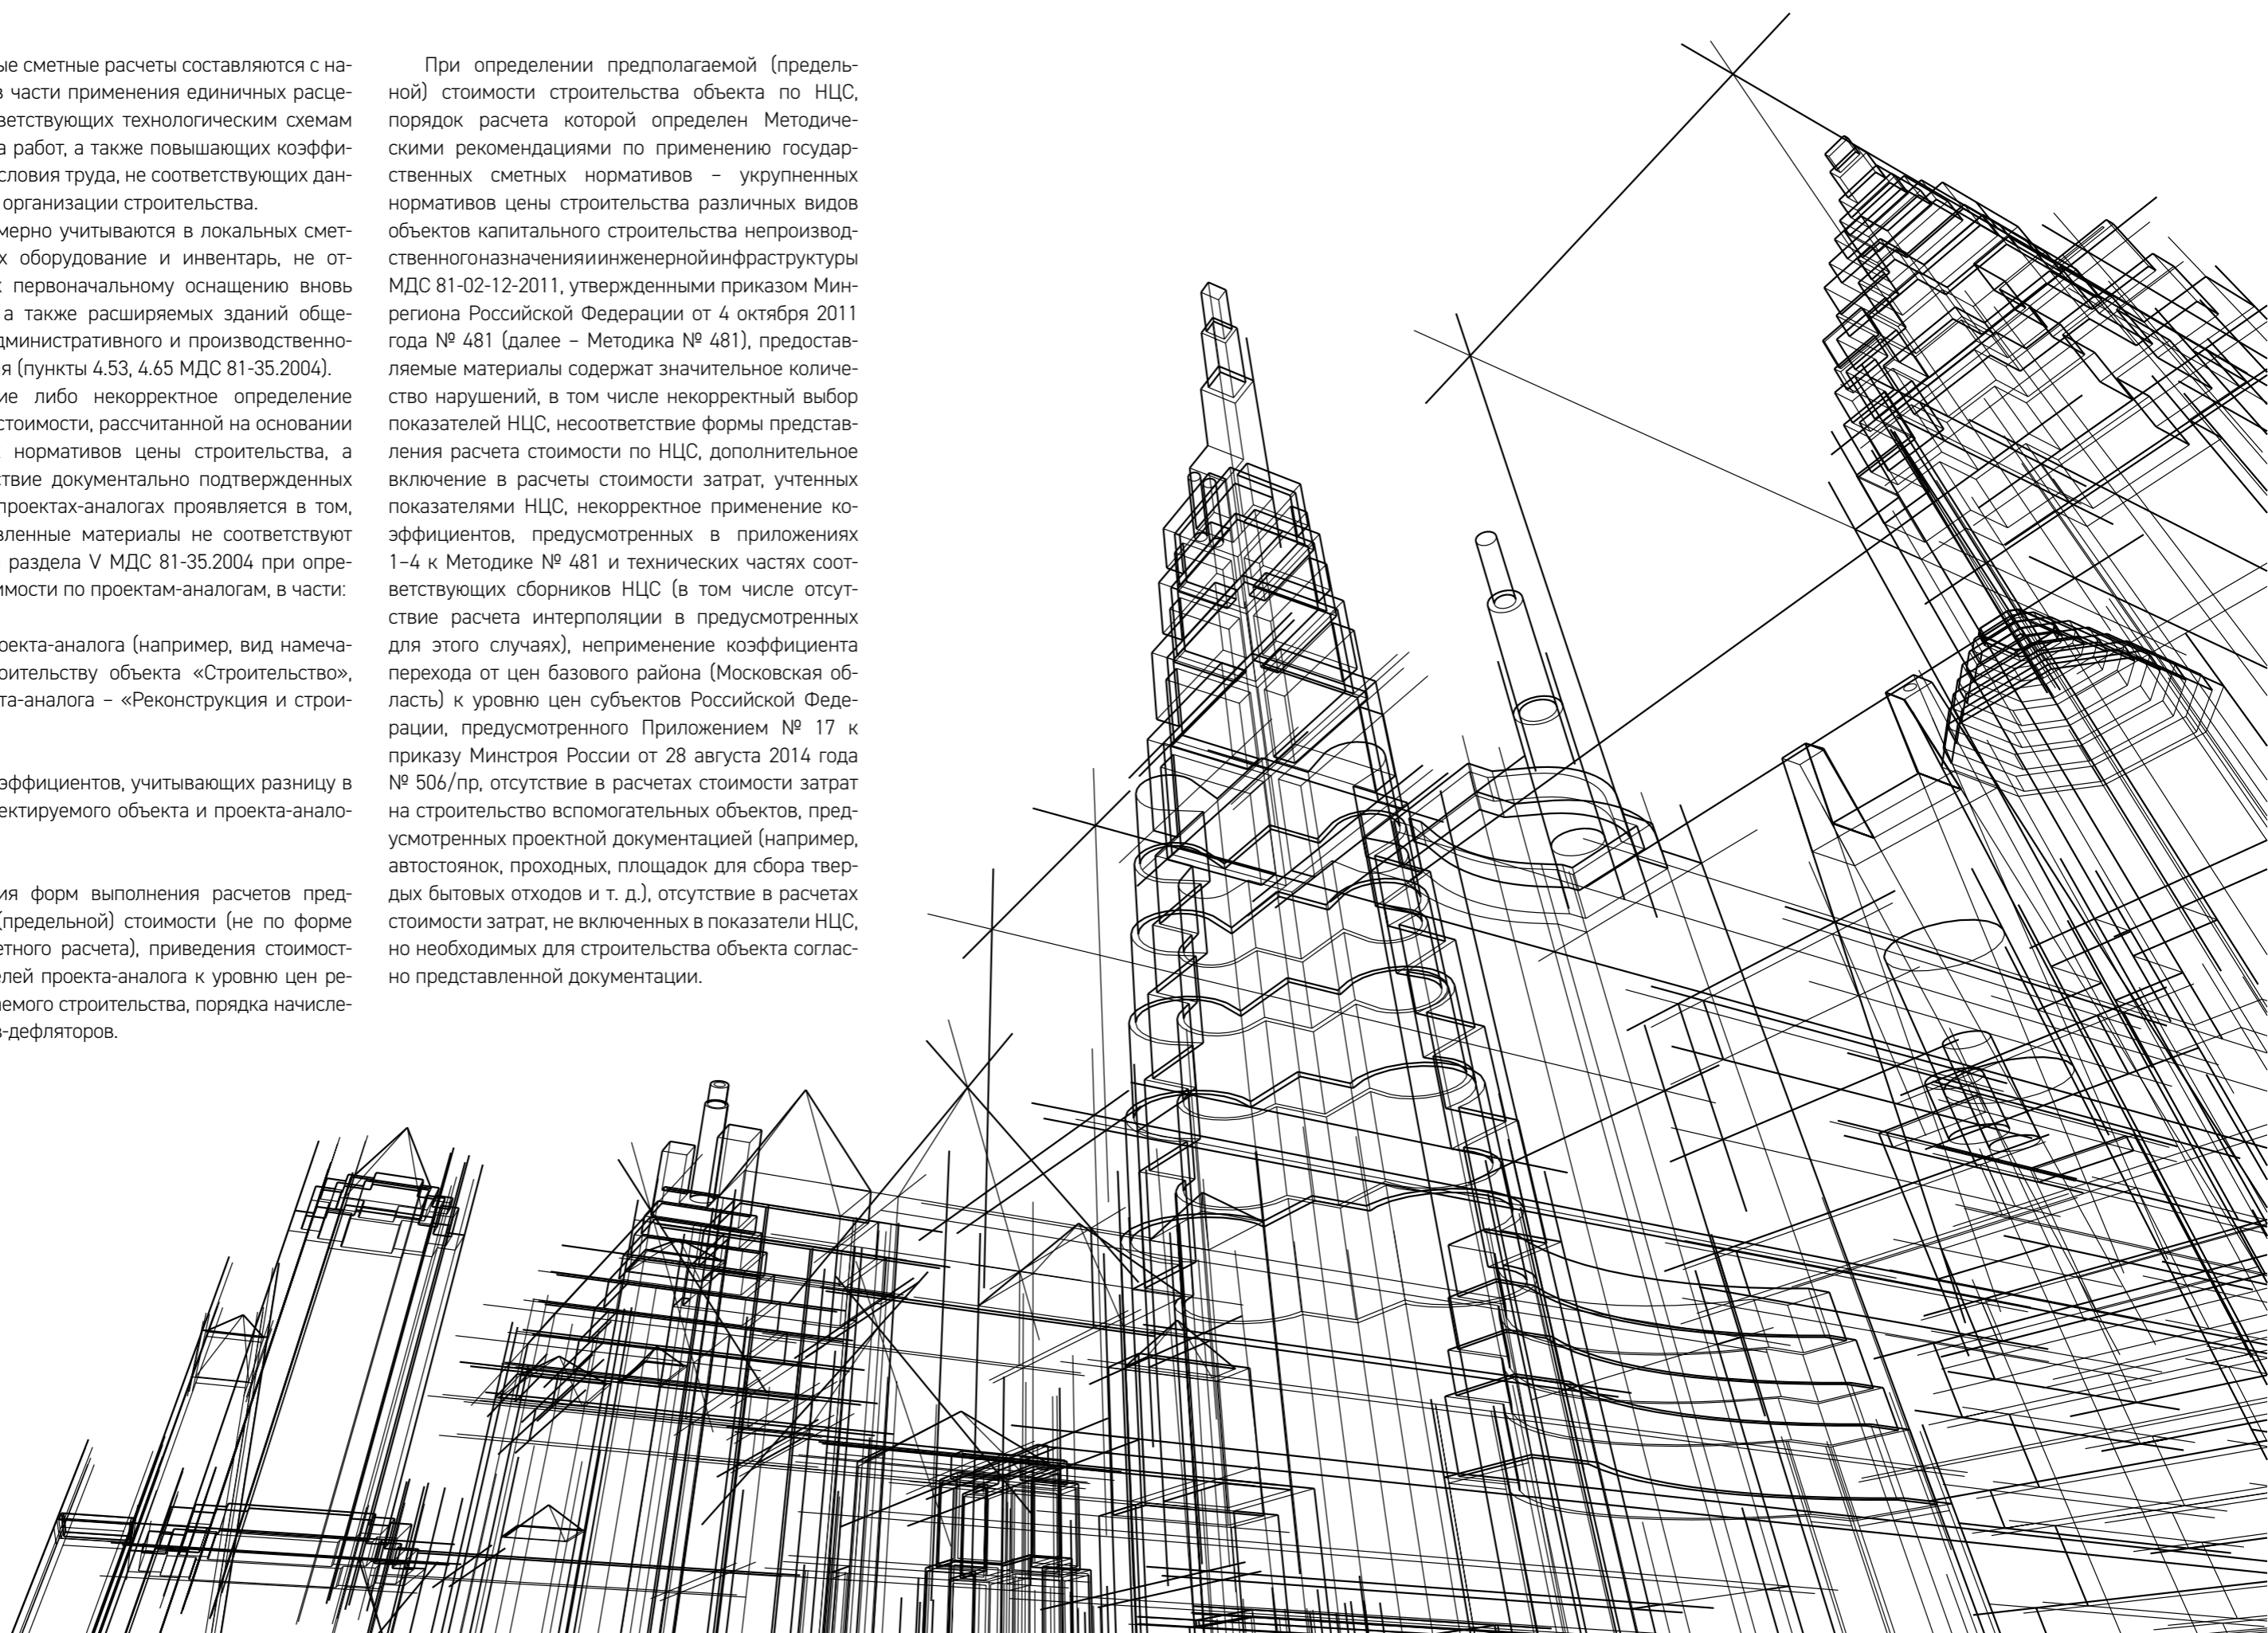 ые сметные расчеты составляются с на-
в части применения единичных расце-
ветствующих технологическим схемам
а работ, а также повышающих коэффи-
словия труда, не соответствующих дан-
организации строительства.
мерно учитываются в локальных смет-
х оборудование и инвентарь, не от-
к первоначальному оснащению вновь
а также расширяемых зданий обще-
дминистративного и производственно-
я (пункты 4.53, 4.65 МДС 81-35.2004).
ие либо некорректное определение
стоимости, рассчитанной на основании
нормативов цены строительства, а
ствие документально подтвержденных
проектах-аналогах проявляется в том,
вленные материалы не соответствуют
раздела V МДС 81-35.2004 при опре-
имости по проектам-аналогам, в части:
оекта-аналога (например, вид намеча-
оительству объекта «Строительство»,
та-аналога – «Реконструкция и строи-
эффициентов, учитывающих разницу в
ектируемого объекта и проекта-анало-
ия форм выполнения расчетов пред-
(предельной) стоимости (не по форме
етного расчета), приведения стоимост-
елей проекта-аналога к уровню цен ре-
аемого строительства, порядка начисле-
в-дефляторов.
При определении предполагаемой (предель-
ной) стоимости строительства объекта по НЦС,
порядок расчета которой определен Методиче-
скими рекомендациями по применению государ-
ственных сметных нормативов – укрупненных
нормативов цены строительства различных видов
объектов капитального строительства непроизвод-
ственного назначения и инженерной инфраструктуры
МДС 81-02-12-2011, утвержденными приказом Мин-
региона Российской Федерации от 4 октября 2011
года № 481 (далее – Методика № 481), предостав-
ляемые материалы содержат значительное количе-
ство нарушений, в том числе некорректный выбор
показателей НЦС, несоответствие формы представ-
ления расчета стоимости по НЦС, дополнительное
включение в расчеты стоимости затрат, учтенных
показателями НЦС, некорректное применение ко-
эффициентов, предусмотренных в приложениях
1–4 к Методике № 481 и технических частях соот-
ветствующих сборников НЦС (в том числе отсут-
ствие расчета интерполяции в предусмотренных
для этого случаях), неприменение коэффициента
перехода от цен базового района (Московская об-
ласть) к уровню цен субъектов Российской Феде-
рации, предусмотренного Приложением № 17 к
приказу Минстроя России от 28 августа 2014 года
№ 506/пр, отсутствие в расчетах стоимости затрат
на строительство вспомогательных объектов, пред-
усмотренных проектной документацией (например,
автостоянок, проходных, площадок для сбора твер-
дых бытовых отходов и т. д.), отсутствие в расчетах
стоимости затрат, не включенных в показатели НЦС,
но необходимых для строительства объекта соглас-
но представленной документации.